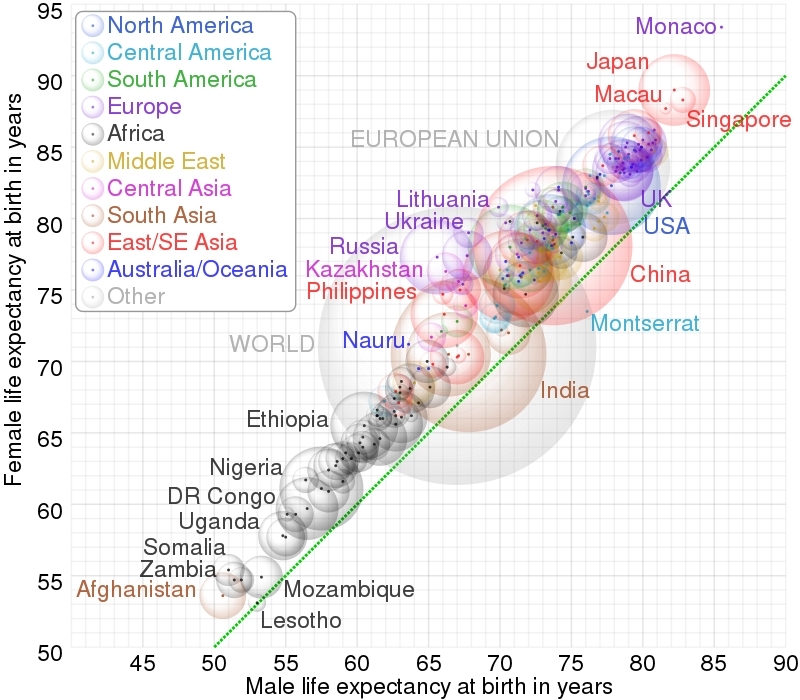 95
90
85
80
75
70
65
60
55
50
Female life expectancy at birth in years
North America
Central America
South America
Europe
Africa
Middle East
Central Asia
South Asia
East/SE Asia
Australia/Oceania
Other
Monaco
Japan
Macau
Singapore
EUROPEAN UNION
Lithuania
UK
Ukraine
USA
Russia
Kazakhstan
China
Philippines
Montserrat
WORLD
Nauru
India
Ethiopia
Nigeria
DR Congo
Uganda
Somalia
Zambia
Afghanistan
Mozambique
Lesotho
45 50 55 60 65 70 75 80 85 90
Male life expectancy at birth in years